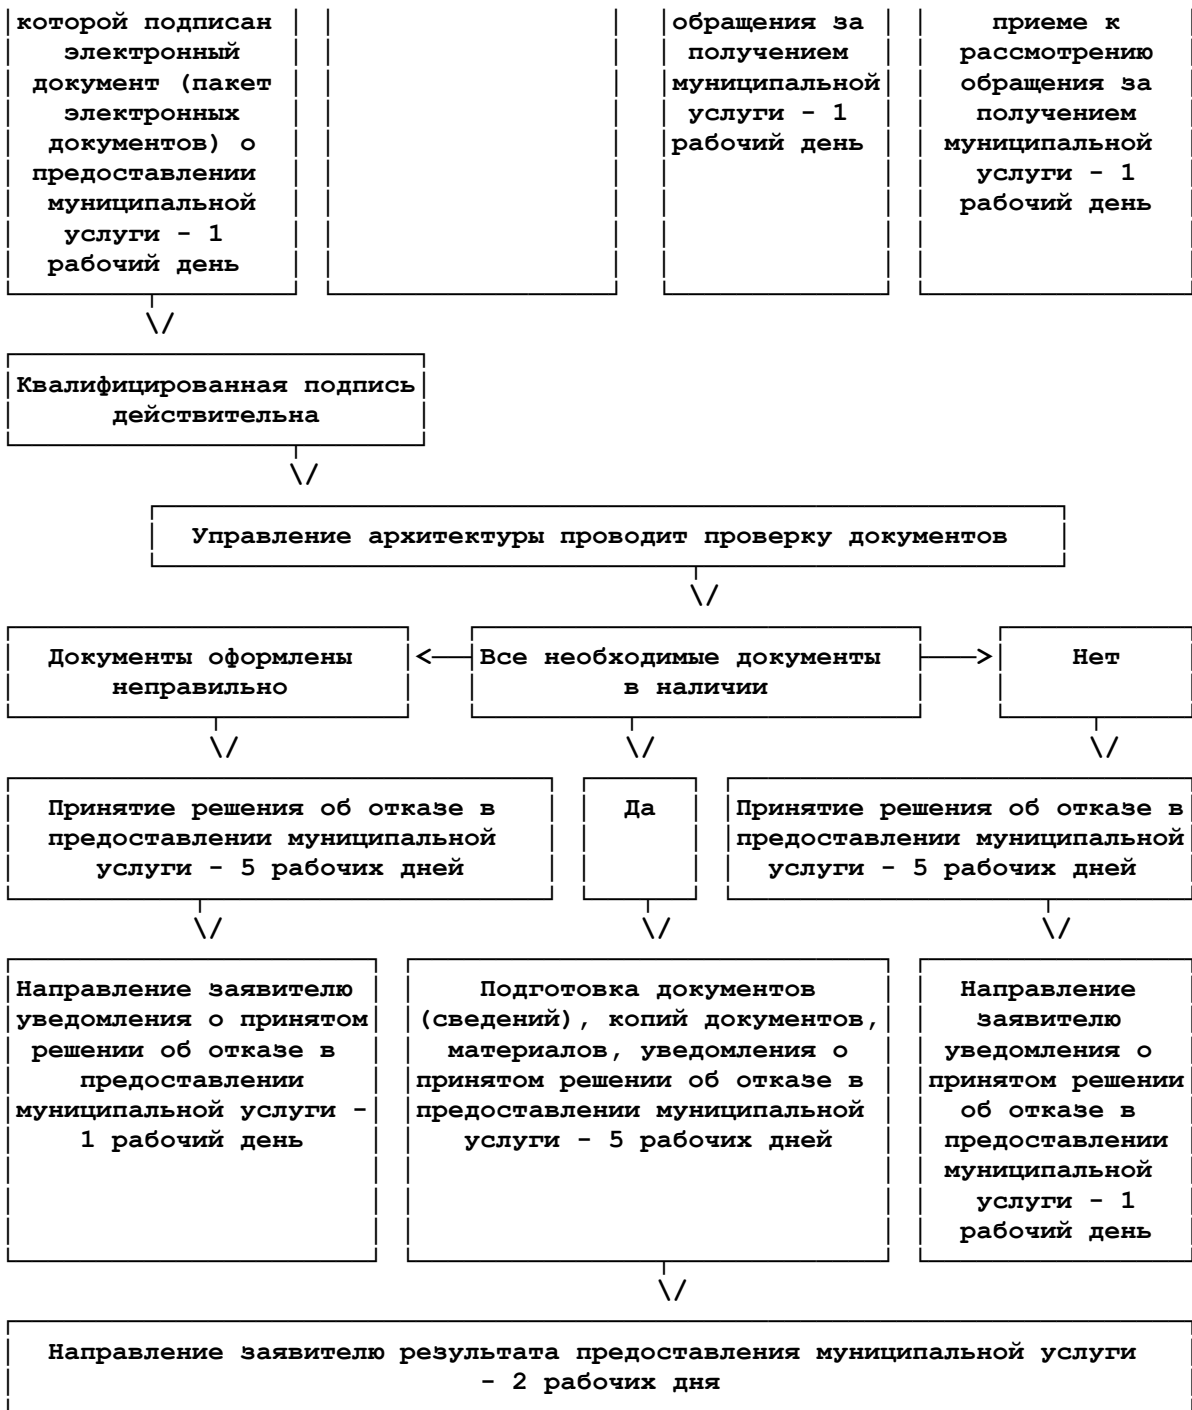 которой подписан
электронный
документ (пакет
электронных
документов) о
предоставлении
муниципальной
услуги - 1
рабочий день
обращения за
получением
муниципальной
услуги - 1
рабочий день
приеме к
рассмотрению
обращения за
получением
муниципальной
услуги - 1
рабочий день
Квалифицированная подпись
действительна
Управление архитектуры проводит проверку документов
Документы оформлены
неправильно
Все необходимые документы
в наличии
Нет
Принятие решения об отказе в
предоставлении муниципальной
услуги - 5 рабочих дней
Да
Принятие решения об отказе в
предоставлении муниципальной
услуги - 5 рабочих дней
Направление заявителю
уведомления о принятом
решении об отказе в
предоставлении
муниципальной услуги -
1 рабочий день
Подготовка документов
(сведений), копий документов,
материалов, уведомления о
принятом решении об отказе в
предоставлении муниципальной
услуги - 5 рабочих дней
Направление
заявителю
уведомления о
принятом решении
об отказе в
предоставлении
муниципальной
услуги - 1
рабочий день
Направление заявителю результата предоставления муниципальной услуги
- 2 рабочих дня